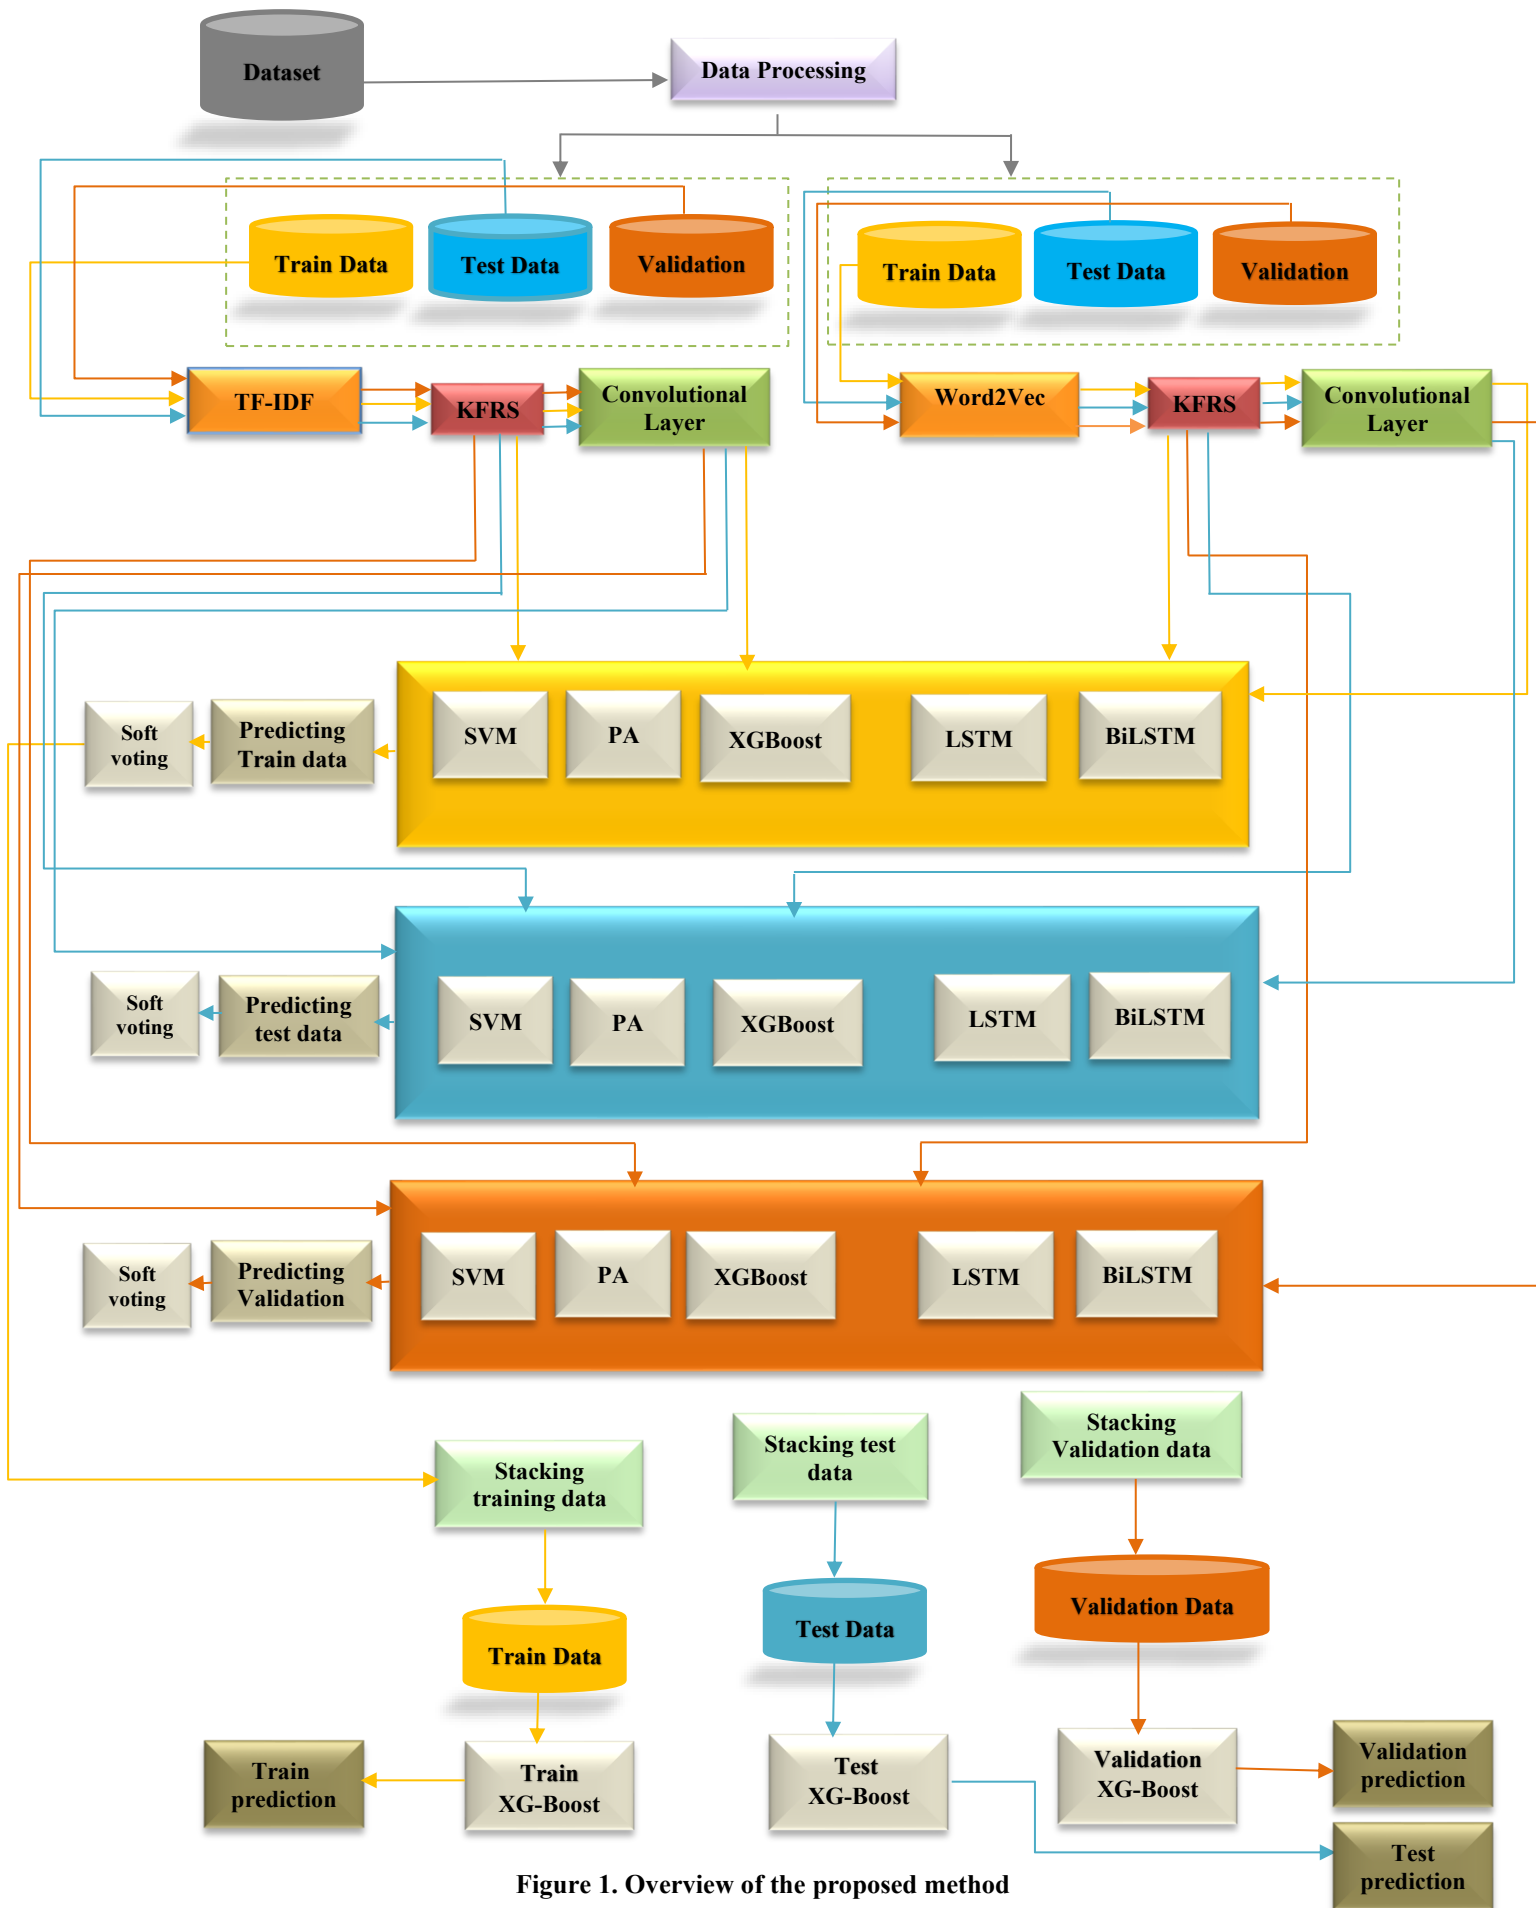 Dataset
Data Processing
Train Data
Test Data
Validation
Train Data
Test Data
Validation
TF-IDF
KFRS
Convolutional
Layer
Word2Vec
KFRS
Convolutional
Layer
Soft
voting
Predicting
Train data
SVM
PA
XGBoost
LSTM
BiLSTM
Soft
voting
Predicting
test data
SVM
PA
XGBoost
LSTM
BiLSTM
Soft
voting
Predicting
Validation
SVM
PA
XGBoost
LSTM
BiLSTM
Stacking
training data
Stacking test
data
Stacking
Validation data
Train Data
Test Data
Validation Data
Train
prediction
Train
XG-Boost
Test
XG-Boost
Validation
XG-Boost
Validation
prediction
Test
prediction
Figure 1. Overview of the proposed method